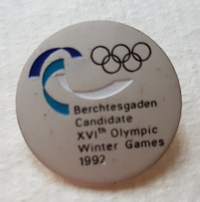 Berchtesgaden
Candidate
XVIth Olympic
Winter Games
1992